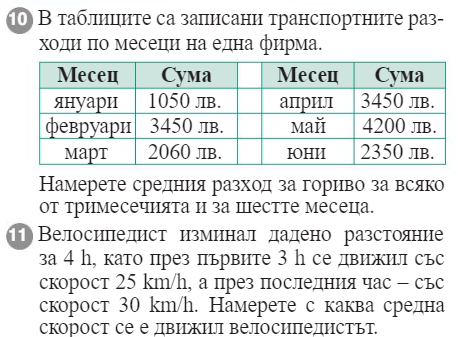 10 В таблиците са записани транспортните раз-
ходи по месеци на една фирма.
Месец Сума Месец Сума
януари 1050 лв. април 3450 лв.
февруари 3450 лв. май 4200 лв.
март 2060 лв. юни 2350 лв.
Намерете средния разход за гориво за всяко
от тримесечията и за шестте месеца.
11 Велосипедист изминал дадено разстояние
за 4 h, като през първите 3 h се движил със
скорост 25 km/h, а през последния час – със
скорост 30 km/h. Намерете с каква средна
скорост се е движил велосипедистът.